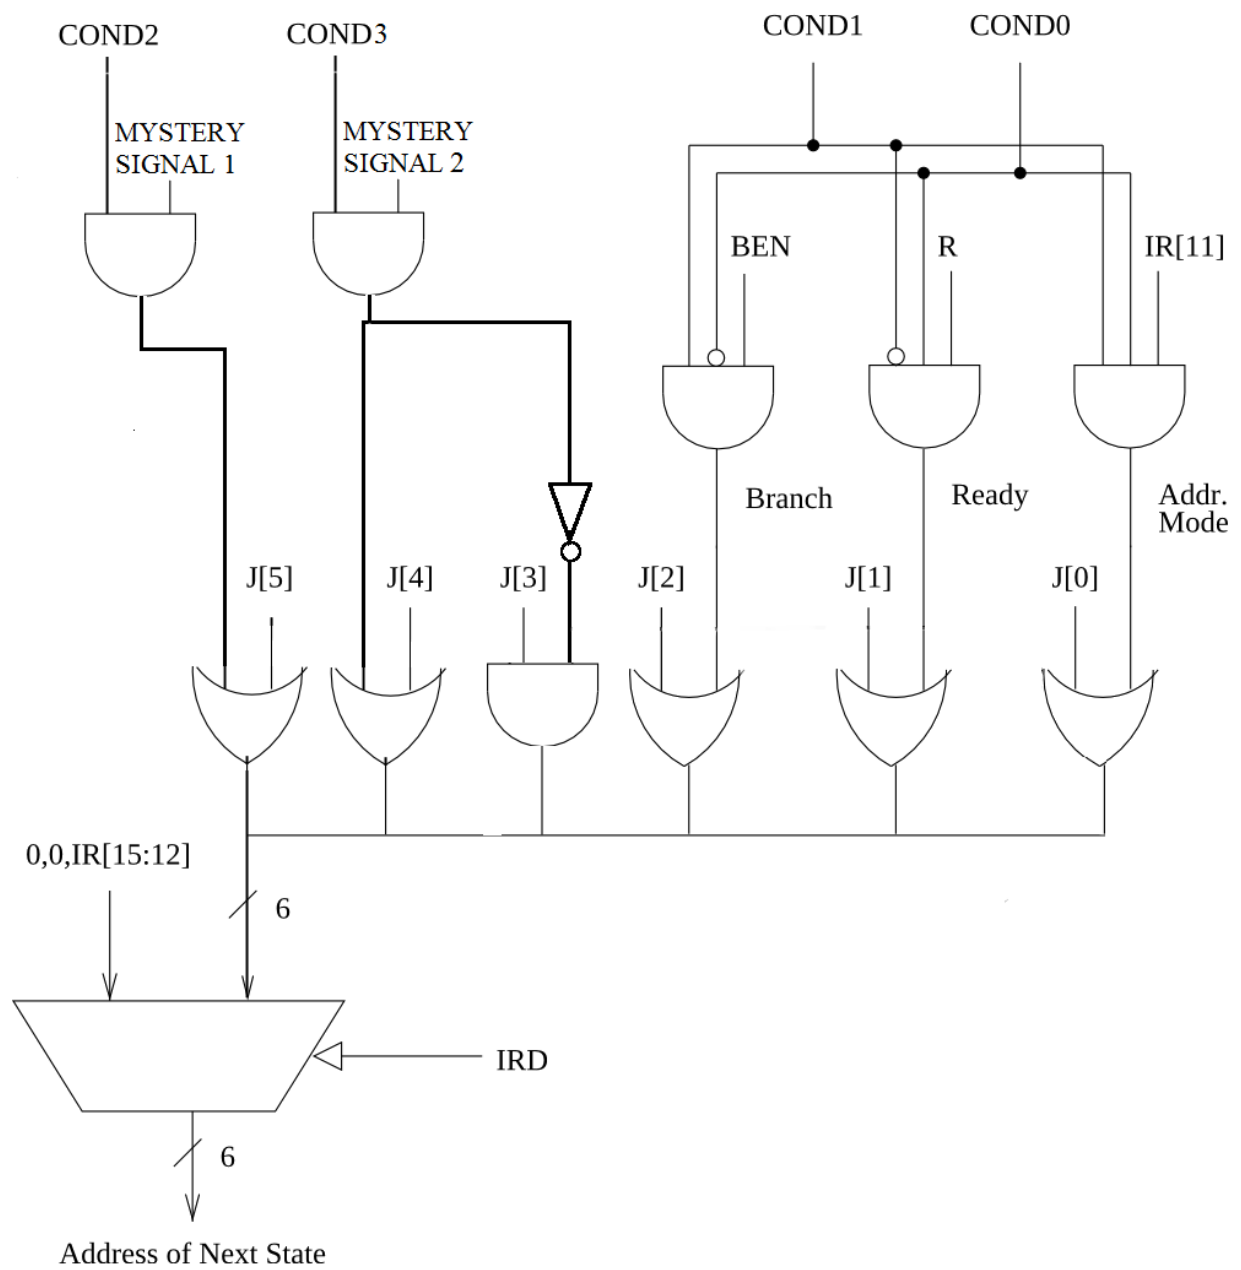 COND1
COND0
COND2
COND3
MYSTERY
SIGNAL 1
MYSTERY
SIGNAL 2
BEN
R
IR[11]
Branch
Ready
Addr.
Mode
J[5]
J[4]
J[3]
J[2]
J[1]
J[0]
0,0,IR[15:12]
6
IRD
6
Address of Next State